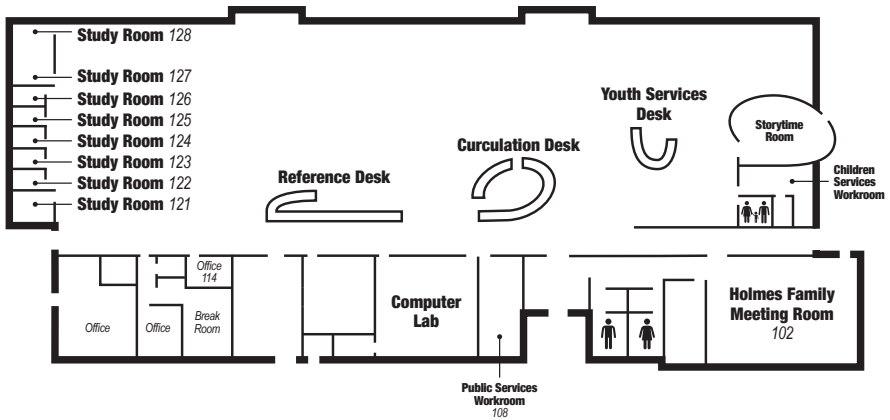 Study Room 128
Study Room 127
Study Room 126
Study Room 125
Study Room 124
Study Room 123
Study Room 122
Study Room 121
Reference Desk
Curculation Desk
Youth Services
Desk
Storytime
Room
Children
Services
Workroom
Office
Office
Office
114
Break
Room
Computer
Lab
Public Services
Workroom
108
Holmes Family
Meeting Room
102